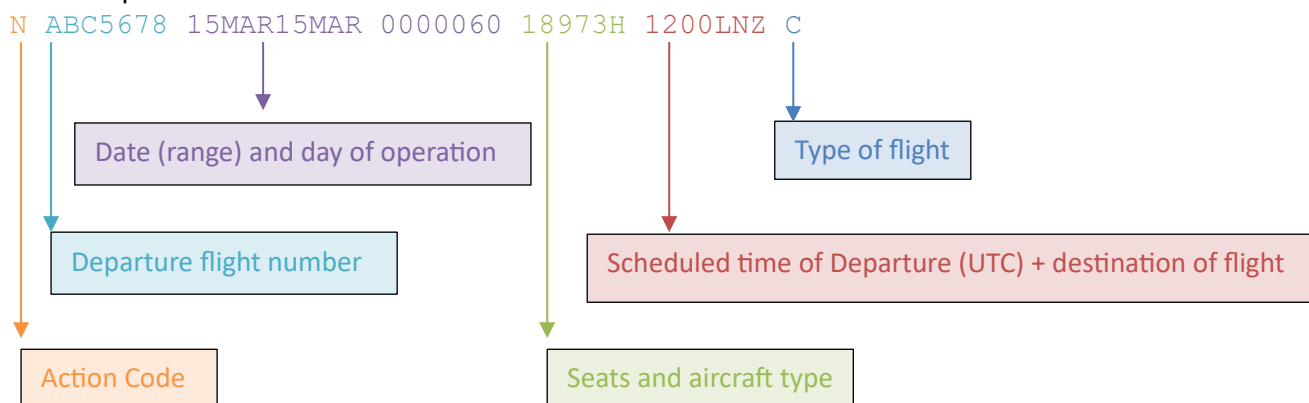 N ABC5678 15MAR15MAR 0000060 18973H 1200LNZ C
Date (range) and day of operation
Type of flight
Departure flight number
Scheduled time of Departure (UTC) + destination of flight
Action Code
Seats and aircraft type